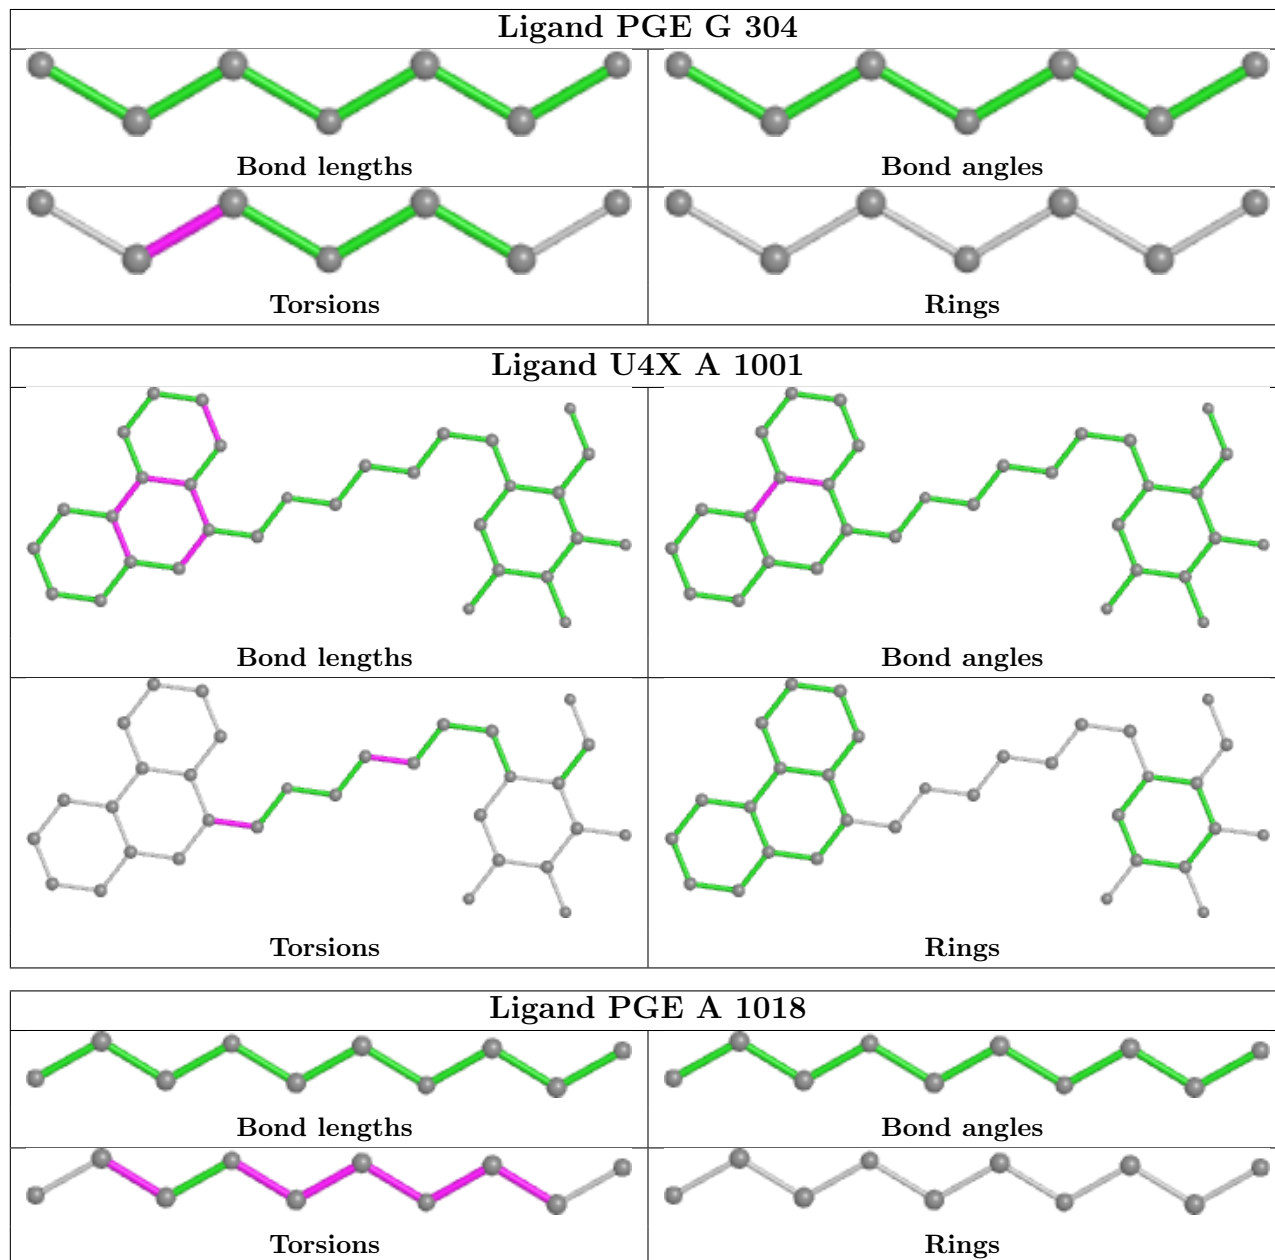 Ligand PGE G 304
Bond lengths
Bond angles
Torsions
Rings
Ligand U4X A 1001
Bond lengths
Bond angles
Torsions
Rings
Ligand PGE A 1018
Bond lengths
Bond angles
Torsions
Rings